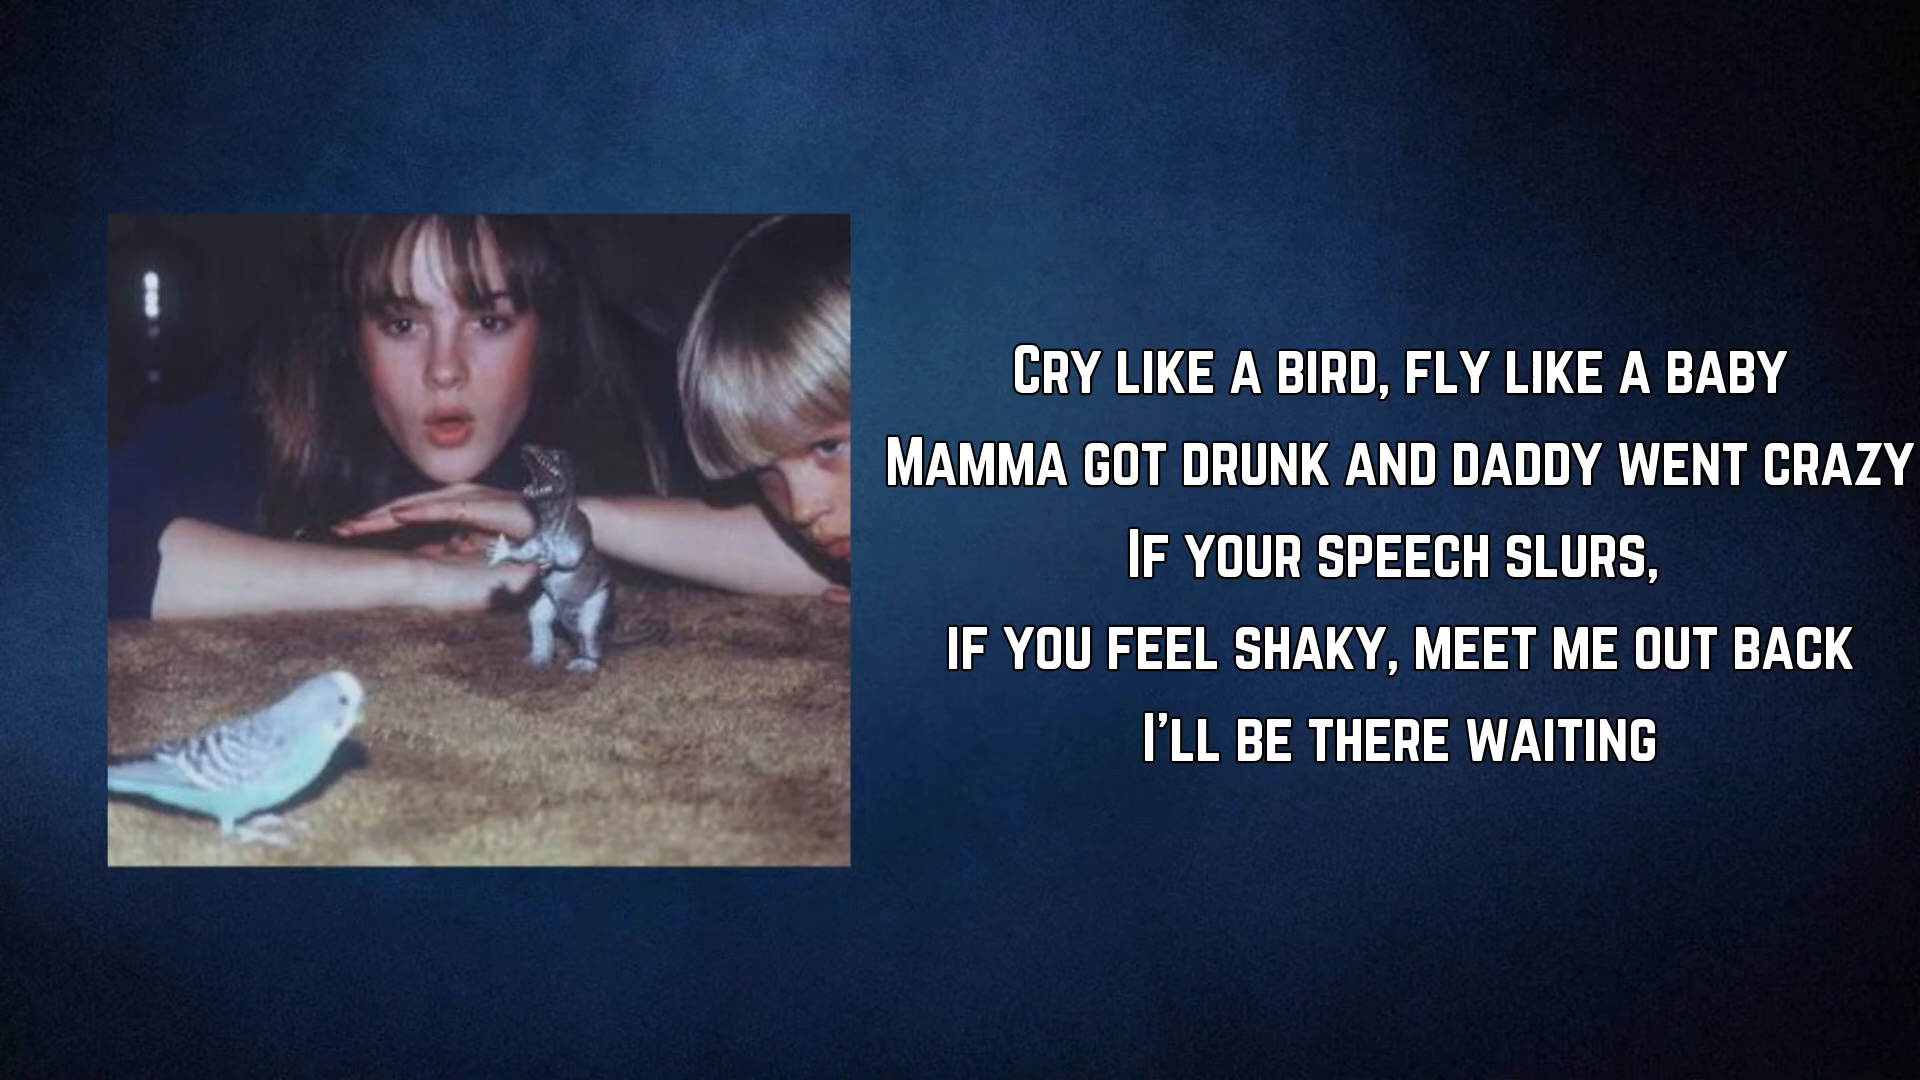 Cry like a bird, fly like a baby
Mamma got drunk and daddy went crazy
If your speech slurs,
if you feel shaky, meet me out back
I'll be there waiting